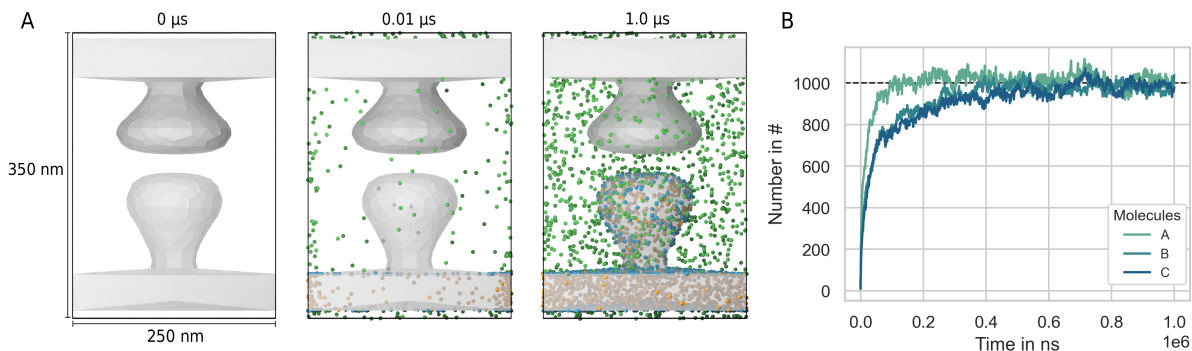 A
0 µs
0.01 µs
1.0 µs
350 nm
250 nm
B
Number in #
1000
800
600
400
200
0
Molecules
A
B
C
0.0 0.2 0.4 0.6 0.8 1.0
1e6
Time in ns